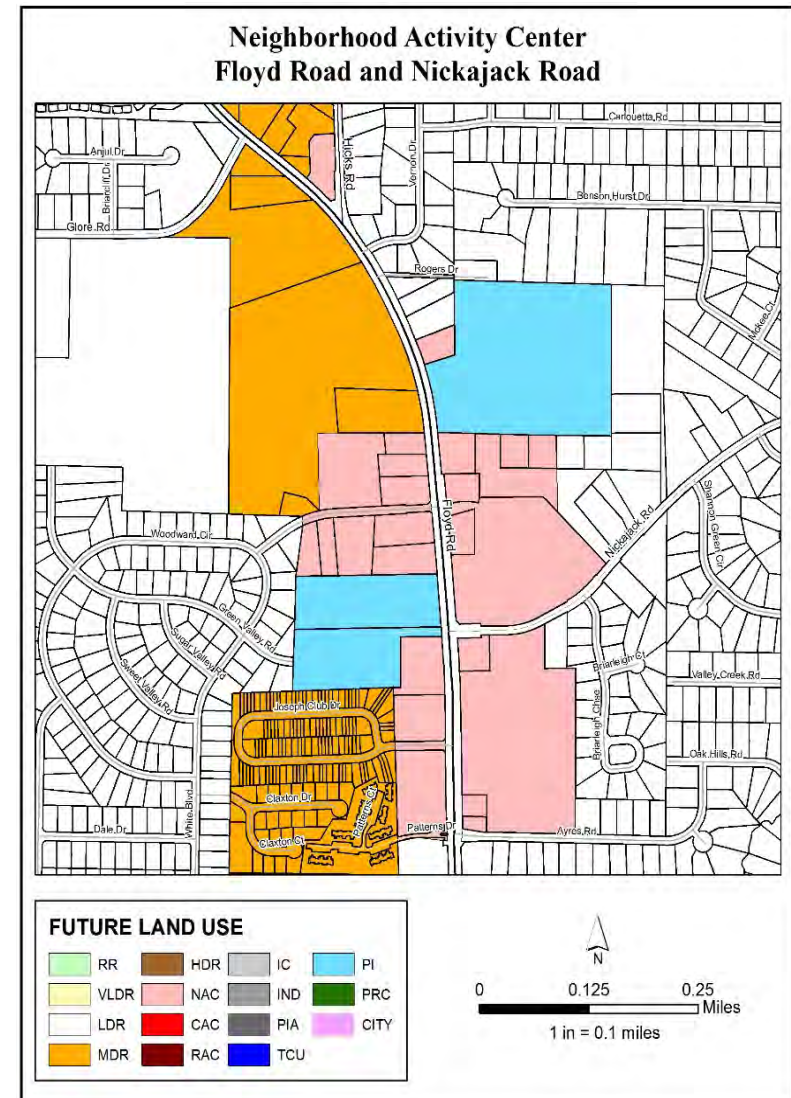 Neighborhood Activity Center
Floyd Road and Nickajack Road
Carlouetta Rd
Anjul Dr
Briarcliff Dr
Hicks Rd
Vernon Dr
Benson Hurst Dr
Glore Rd
Rogers Dr
McKee Ct
Floyd Rd
Nickajack Rd
Shannon Green Cir
Woodward Cir
Green Valley Rd
Sugar Valley Rd
Sweet Valley Rd
Briarleigh Ct
Valley Creek Rd
Briarleigh Chse
Joseph Club Dr
Oak Hills Rd
Claxton Dr
Patterns Ct
White Blvd
Dale Dr
Claxton Ct
Patterns Dr
Ayres Rd
FUTURE LAND USE
RR HDR IC PI
VLDR NAC IND PRC
LDR CAC PIA CITY
MDR RAC TCU
N
0 0.125 0.25
Miles
1 in = 0.1 miles